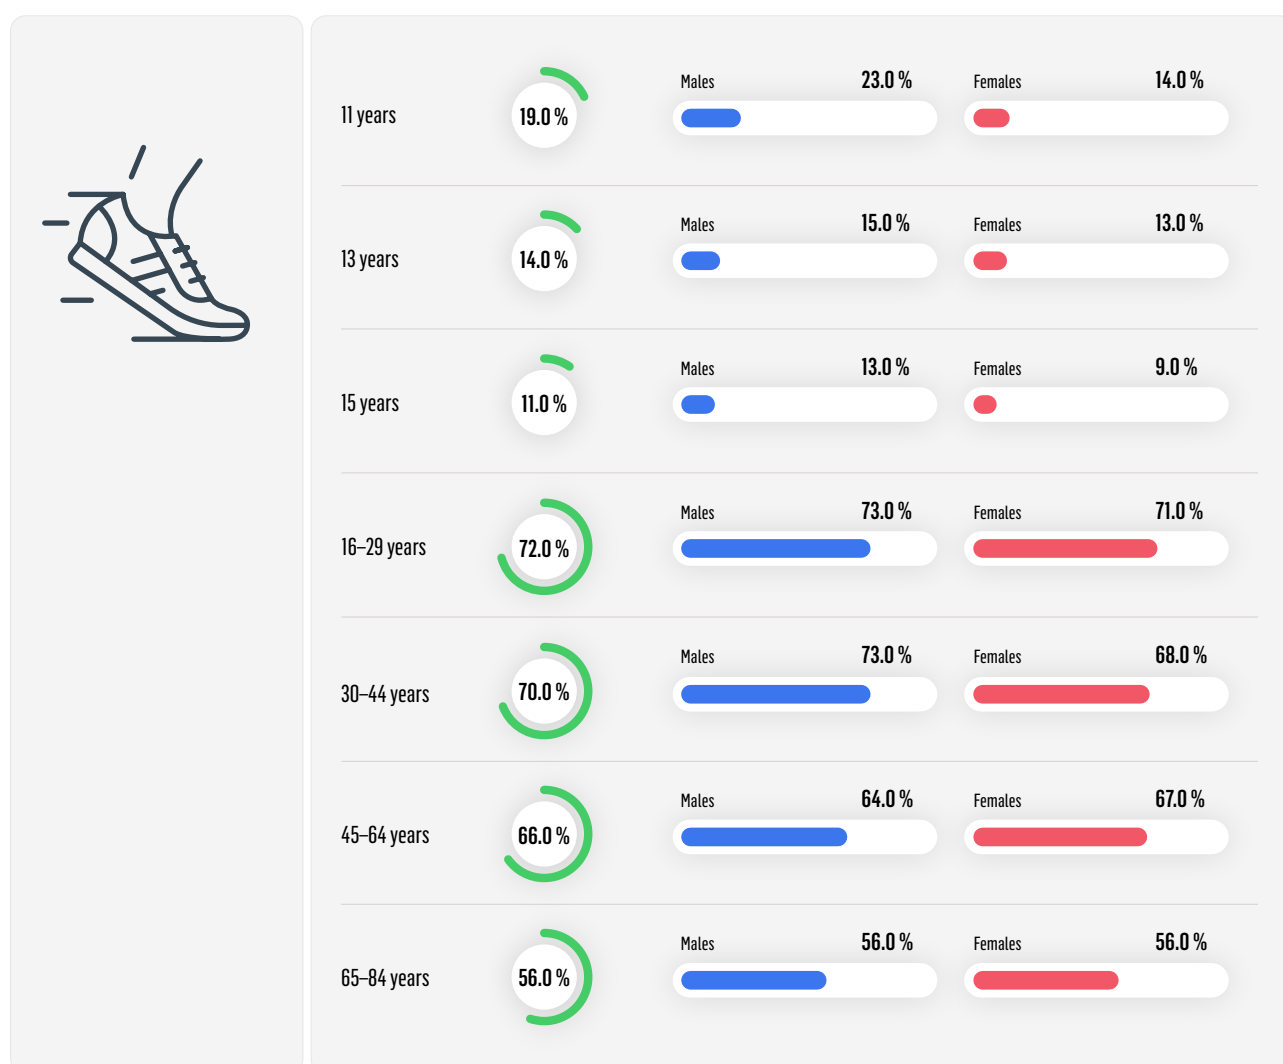 Males 23.0 % Females 14.0 %
11 years 19.0 %
Males 15.0 % Females 13.0 %
13 years 14.0 %
Males 13.0 % Females 9.0 %
15 years 11.0 %
Males 73.0 % Females 71.0 %
16–29 years 72.0 %
Males 73.0 % Females 68.0 %
30–44 years 70.0 %
Males 64.0 % Females 67.0 %
45–64 years 66.0 %
Males 56.0 % Females 56.0 %
65–84 years 56.0 %